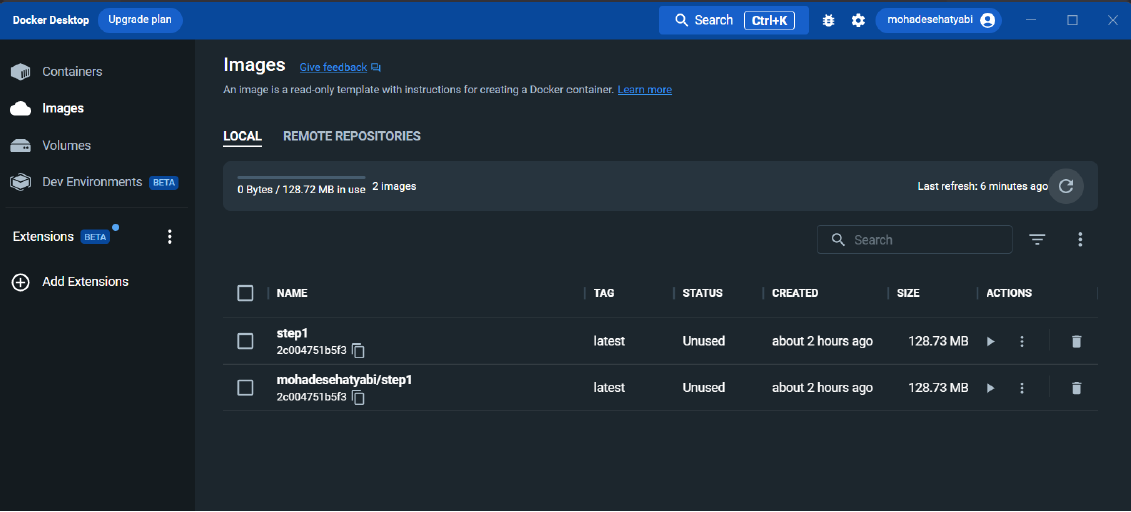 Docker Desktop Upgrade plan Search Ctrl+K mohadesehatyabi
Containers
Images
Volumes
Dev Environments BETA
Extensions BETA
Add Extensions
Images Give feedback
An image is a read-only template with instructions for creating a Docker container. Learn more
LOCAL REMOTE REPOSITORIES
0 Bytes / 128.72 MB in use 2 images Last refresh: 6 minutes ago
Search
NAME TAG STATUS CREATED SIZE ACTIONS
step1
2c004751b5f3 latest Unused about 2 hours ago 128.73 MB
mohadesehatyabi/step1
2c004751b5f3 latest Unused about 2 hours ago 128.73 MB